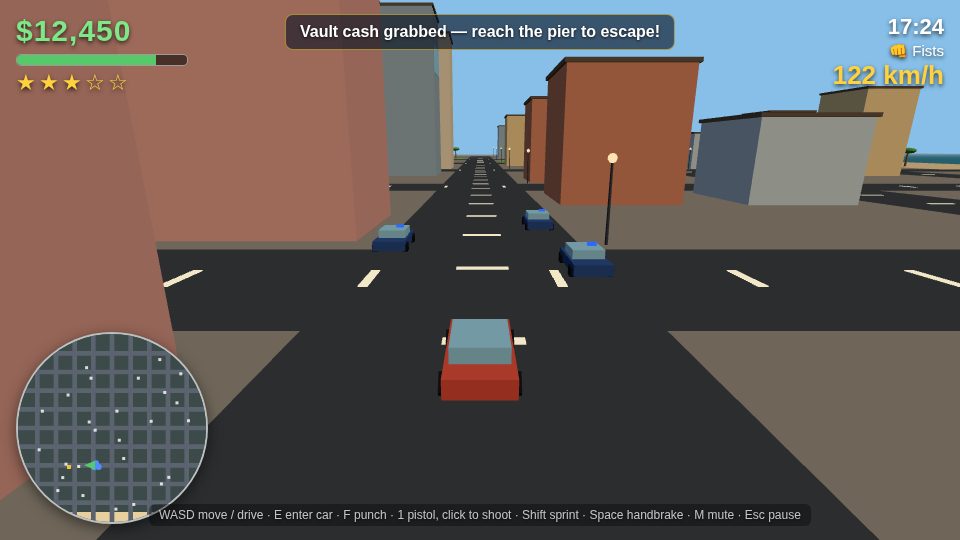 $12,450
Vault cash grabbed — reach the pier to escape!
17:24
👊 Fists
122 km/h
★★★☆☆
WASD move / drive · E enter car · F punch · 1 pistol, click to shoot · Shift sprint · Space handbrake · M mute · Esc pause